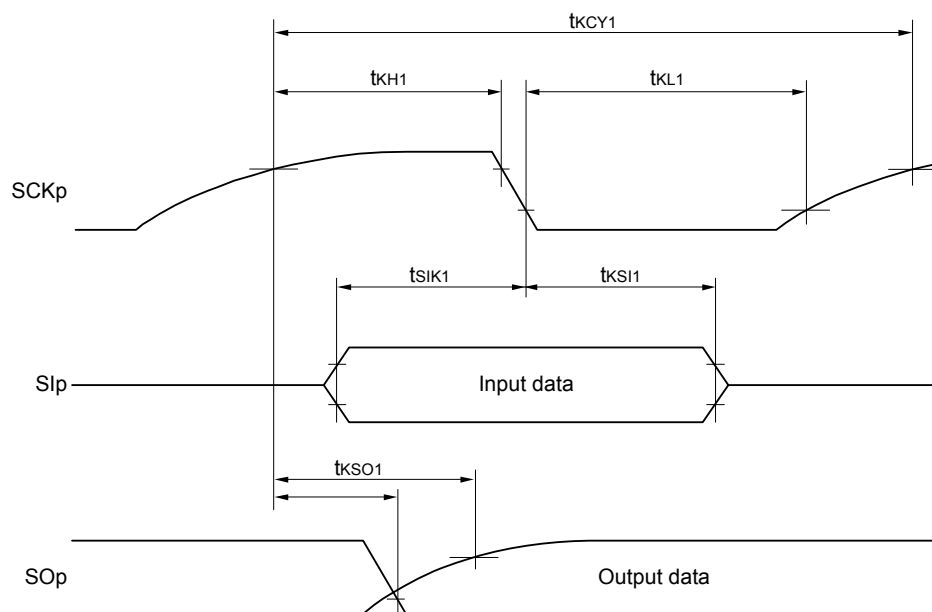 tKCY1
tKH1
tKL1
SCKp
tSIK1
tKSI1
SIp
Input data
tKSO1
SOp
Output data